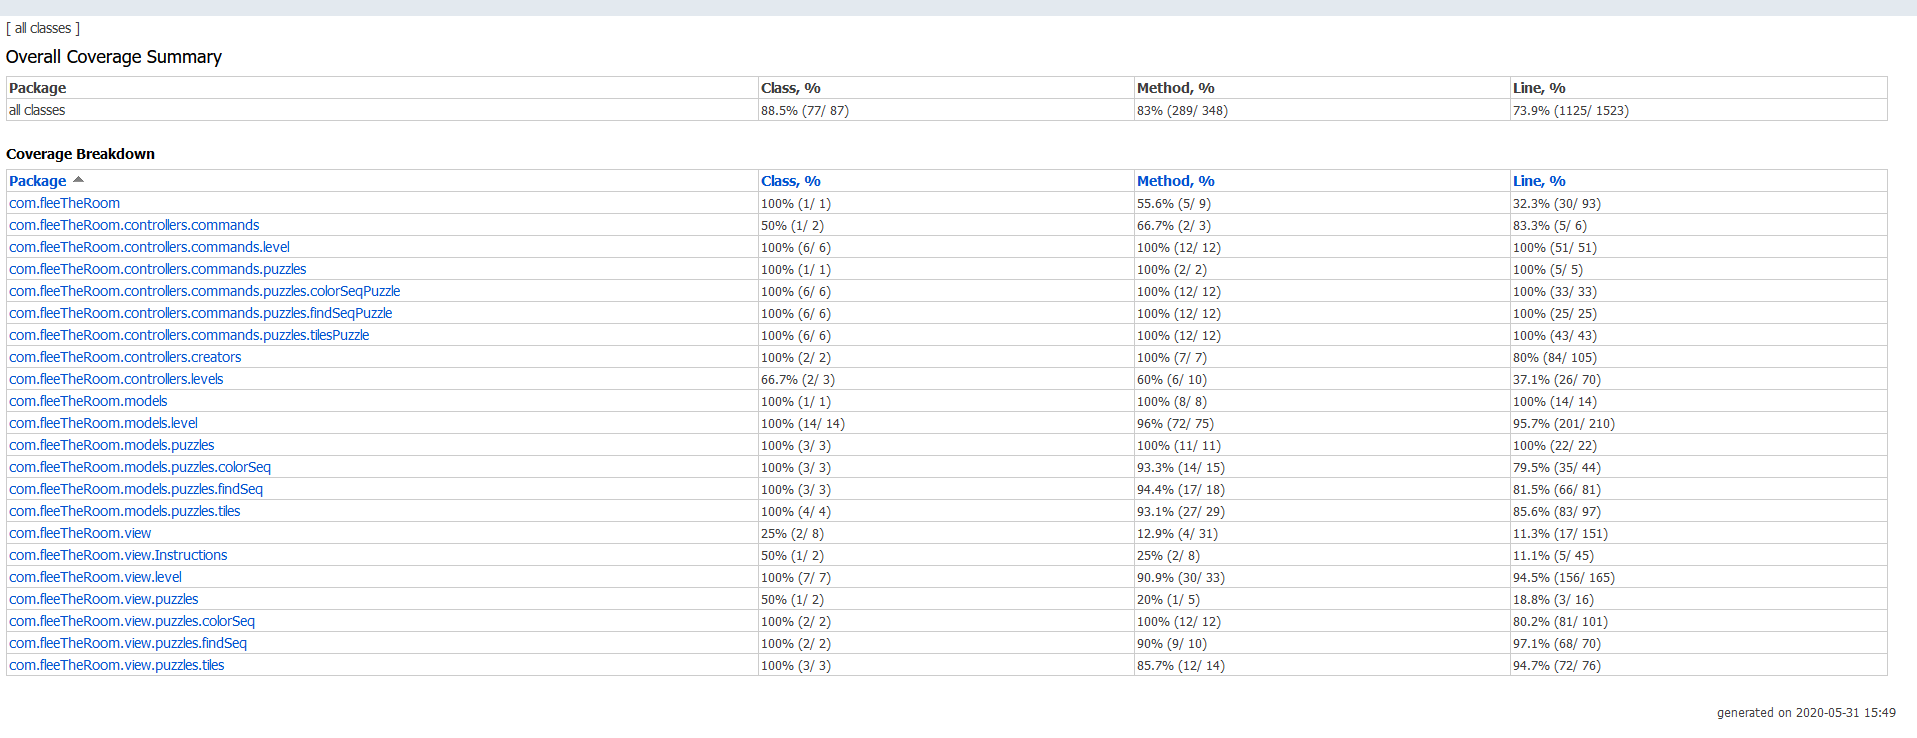 [ all classes ]
Overall Coverage Summary
Package Class, % Method, % Line, %
all classes 88.5% (77/ 87) 83% (289/ 348) 73.9% (1125/ 1523)
Coverage Breakdown
Package Class, % Method, % Line, %
com.fleeTheRoom 100% (1/ 1) 55.6% (5/ 9) 32.3% (30/ 93)
com.fleeTheRoom.controllers.commands 50% (1/ 2) 66.7% (2/ 3) 83.3% (5/ 6)
com.fleeTheRoom.controllers.commands.level 100% (6/ 6) 100% (12/ 12) 100% (51/ 51)
com.fleeTheRoom.controllers.commands.puzzles 100% (1/ 1) 100% (2/ 2) 100% (5/ 5)
com.fleeTheRoom.controllers.commands.puzzles.colorSeqPuzzle 100% (6/ 6) 100% (12/ 12) 100% (33/ 33)
com.fleeTheRoom.controllers.commands.puzzles.findSeqPuzzle 100% (6/ 6) 100% (12/ 12) 100% (25/ 25)
com.fleeTheRoom.controllers.commands.puzzles.tilesPuzzle 100% (6/ 6) 100% (12/ 12) 100% (43/ 43)
com.fleeTheRoom.controllers.creators 100% (2/ 2) 100% (7/ 7) 80% (84/ 105)
com.fleeTheRoom.controllers.levels 66.7% (2/ 3) 60% (6/ 10) 37.1% (26/ 70)
com.fleeTheRoom.models 100% (1/ 1) 100% (8/ 8) 100% (14/ 14)
com.fleeTheRoom.models.level 100% (14/ 14) 96% (72/ 75) 95.7% (201/ 210)
com.fleeTheRoom.models.puzzles 100% (3/ 3) 100% (11/ 11) 100% (22/ 22)
com.fleeTheRoom.models.puzzles.colorSeq 100% (3/ 3) 93.3% (14/ 15) 79.5% (35/ 44)
com.fleeTheRoom.models.puzzles.findSeq 100% (3/ 3) 94.4% (17/ 18) 81.5% (66/ 81)
com.fleeTheRoom.models.puzzles.tiles 100% (4/ 4) 93.1% (27/ 29) 85.6% (83/ 97)
com.fleeTheRoom.view 25% (2/ 8) 12.9% (4/ 31) 11.3% (17/ 151)
com.fleeTheRoom.view.Instructions 50% (1/ 2) 25% (2/ 8) 11.1% (5/ 45)
com.fleeTheRoom.view.level 100% (7/ 7) 90.9% (30/ 33) 94.5% (156/ 165)
com.fleeTheRoom.view.puzzles 50% (1/ 2) 20% (1/ 5) 18.8% (3/ 16)
com.fleeTheRoom.view.puzzles.colorSeq 100% (2/ 2) 100% (12/ 12) 80.2% (81/ 101)
com.fleeTheRoom.view.puzzles.findSeq 100% (2/ 2) 90% (9/ 10) 97.1% (68/ 70)
com.fleeTheRoom.view.puzzles.tiles 100% (3/ 3) 85.7% (12/ 14) 94.7% (72/ 76)
generated on 2020-05-31 15:49